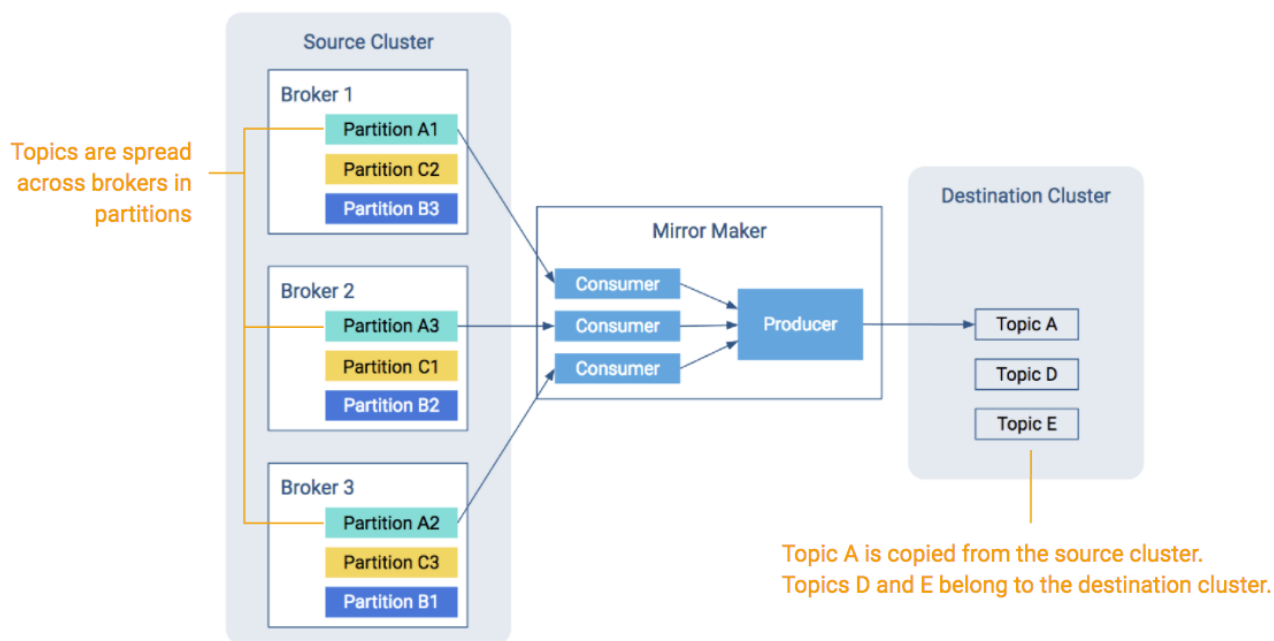 Source Cluster
Broker 1
Partition A1
Partition C2
Partition B3
Topics are spread
across brokers in
partitions
Broker 2
Partition A3
Partition C1
Partition B2
Broker 3
Partition A2
Partition C3
Partition B1
Mirror Maker
Consumer
Consumer
Consumer
Producer
Destination Cluster
Topic A
Topic D
Topic E
Topic A is copied from the source cluster.
Topics D and E belong to the destination cluster.